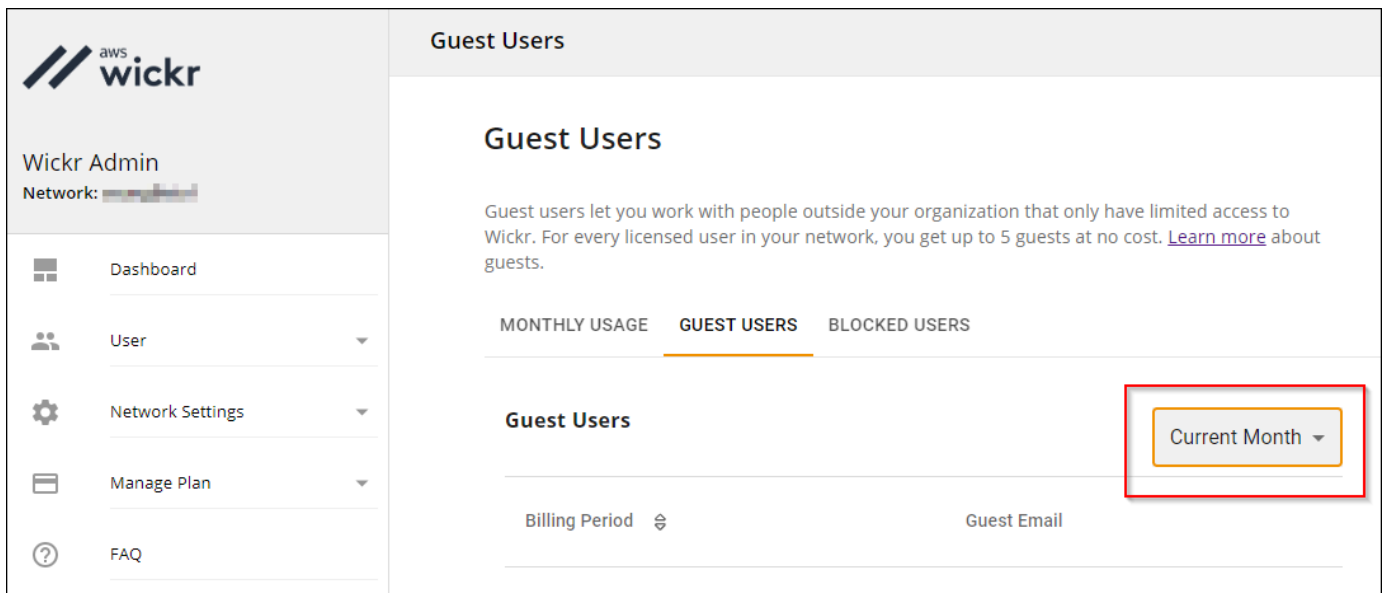 aws
wickr
Wickr Admin
Network:
Dashboard
User
Network Settings
Manage Plan
FAQ
Guest Users
Guest Users
Guest users let you work with people outside your organization that only have limited access to
Wickr. For every licensed user in your network, you get up to 5 guests at no cost. Learn more about
guests.
MONTHLY USAGE GUEST USERS BLOCKED USERS
Guest Users
Current Month
Billing Period Guest Email